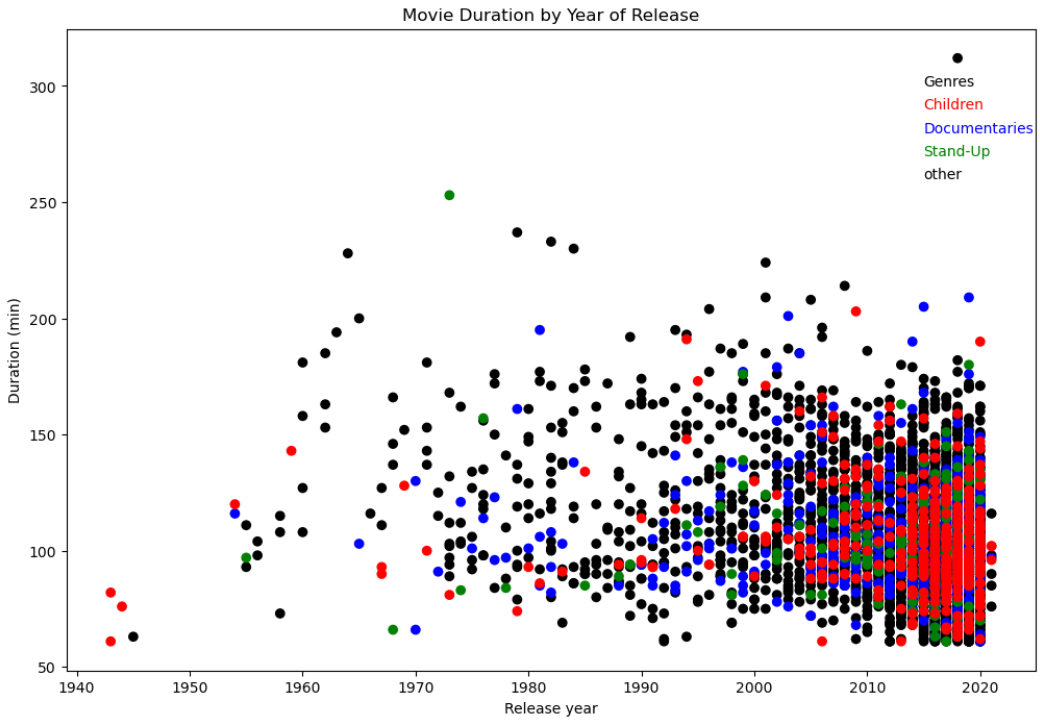 Movie Duration by Year of Release
300
250
200
150
100
50
Duration (min)
Genres
Children
Documentaries
Stand-Up
other
1940 1950 1960 1970 1980 1990 2000 2010 2020
Release year